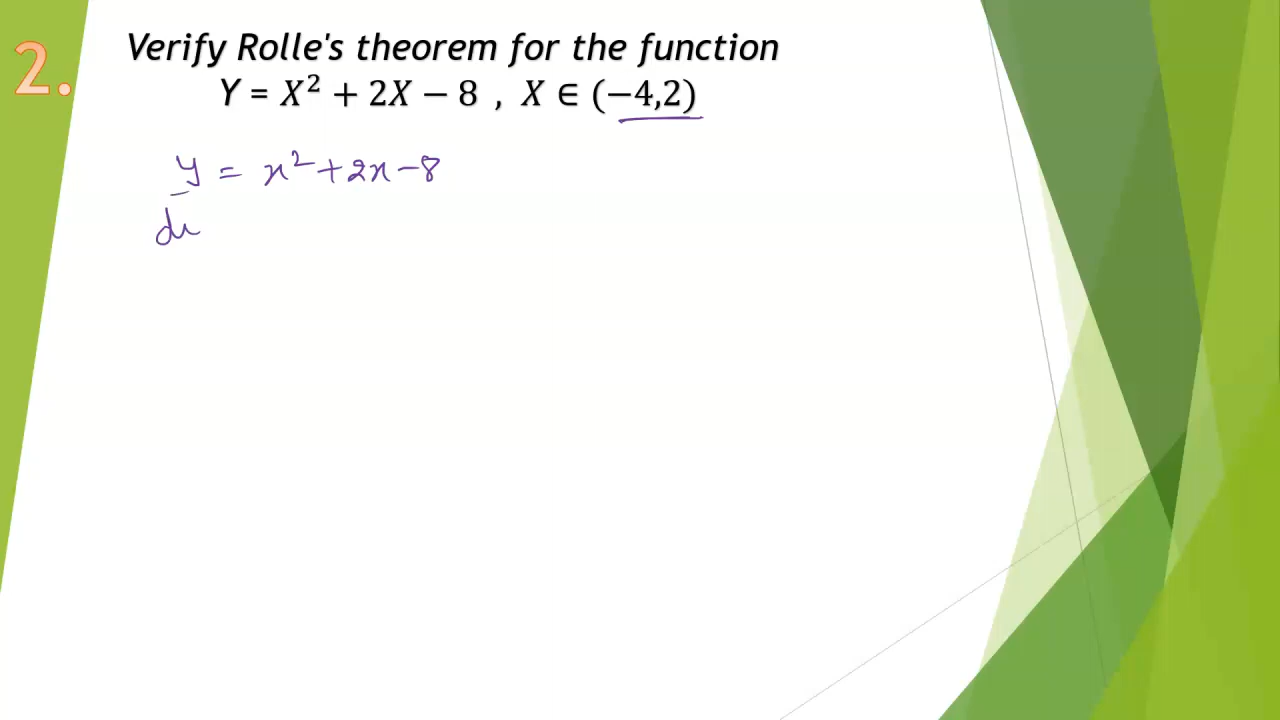 2.
Verify Rolle's theorem for the function
Y = X² + 2X − 8 , X ∈ (−4,2)
y = x² + 2x − 8